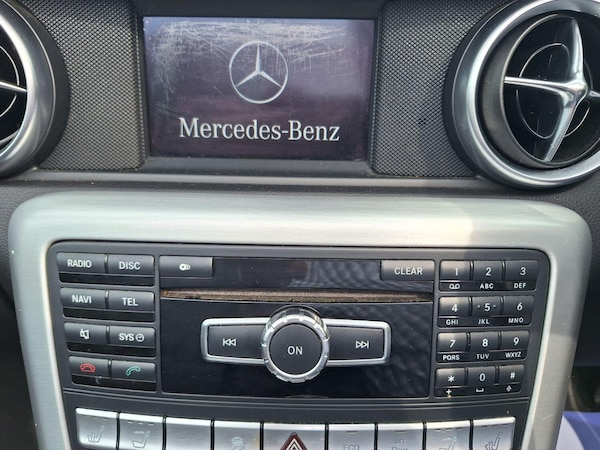 Mercedes-Benz
RADIO DISC CLEAR 1 2 ABC 3 DEF
NAVI TEL 4 GHI 5 JKL 6 MNO
SYS 7 PQRS 8 TUV 9 WXYZ
ON
* 0 #
+
ECO